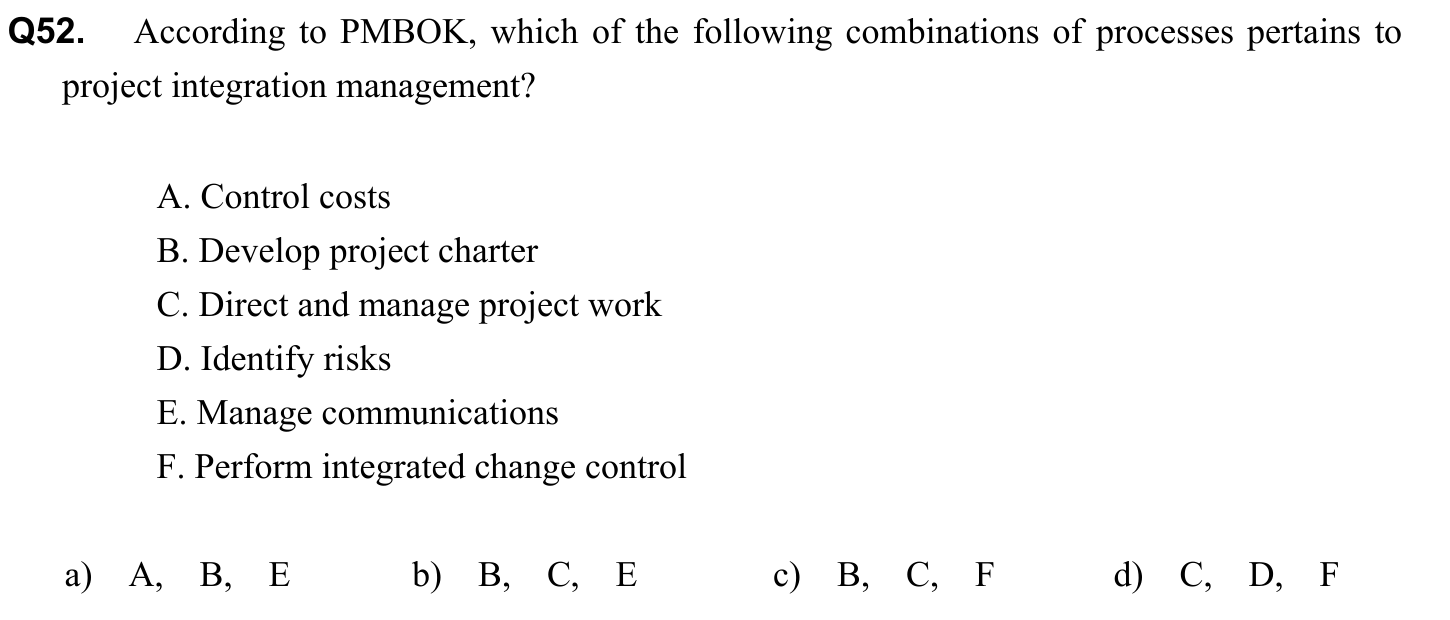 Q52. According to PMBOK, which of the following combinations of processes pertains to
project integration management?
A. Control costs
B. Develop project charter
C. Direct and manage project work
D. Identify risks
E. Manage communications
F. Perform integrated change control
a) A, B, E b) B, C, E c) B, C, F d) C, D, F